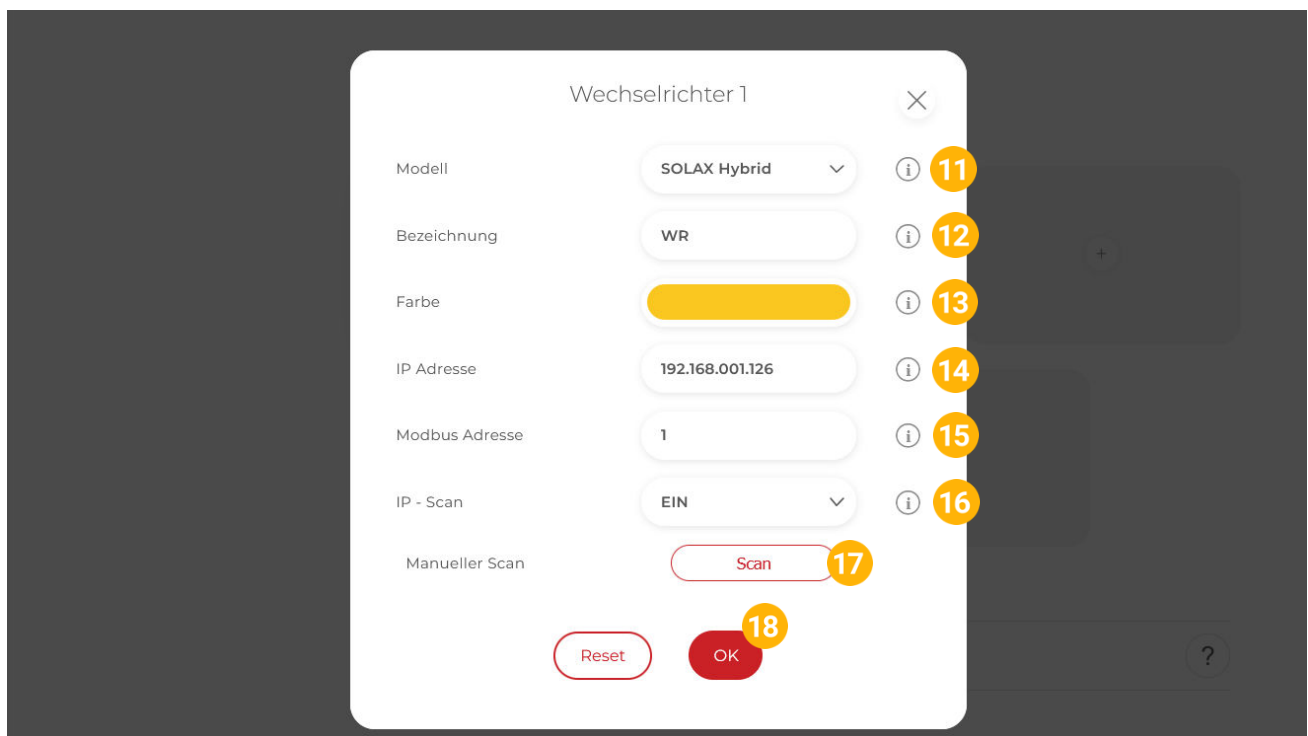 Wechselrichter 1
Modell SOLAX Hybrid i 11
Bezeichnung WR i 12
Farbe i 13
IP Adresse 192.168.001.126 i 14
Modbus Adresse 1 i 15
IP - Scan EIN i 16
Manueller Scan Scan 17
18
Reset OK
+
?